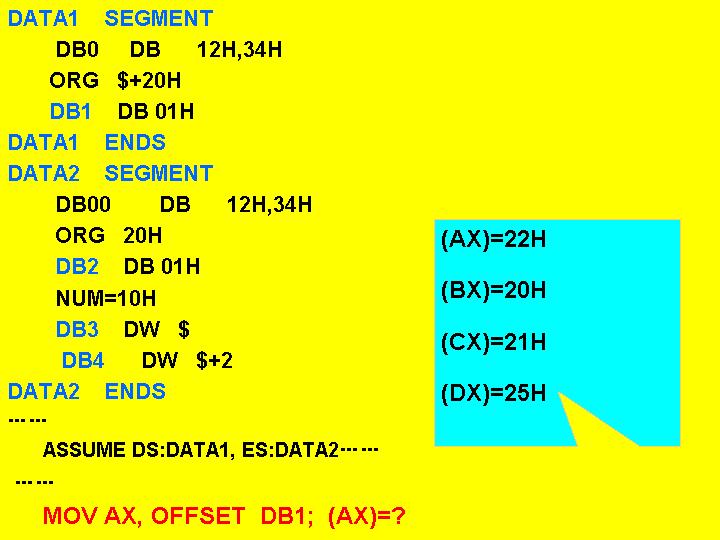 DATA1 SEGMENT
DB0 DB 12H,34H
ORG $+20H
DB1 DB 01H
DATA1 ENDS
DATA2 SEGMENT
DB00 DB 12H,34H
ORG 20H
DB2 DB 01H
NUM=10H
DB3 DW $
DB4 DW $+2
DATA2 ENDS
……
ASSUME DS:DATA1, ES:DATA2……
……
MOV AX, OFFSET DB1; (AX)=?
(AX)=22H
(BX)=20H
(CX)=21H
(DX)=25H